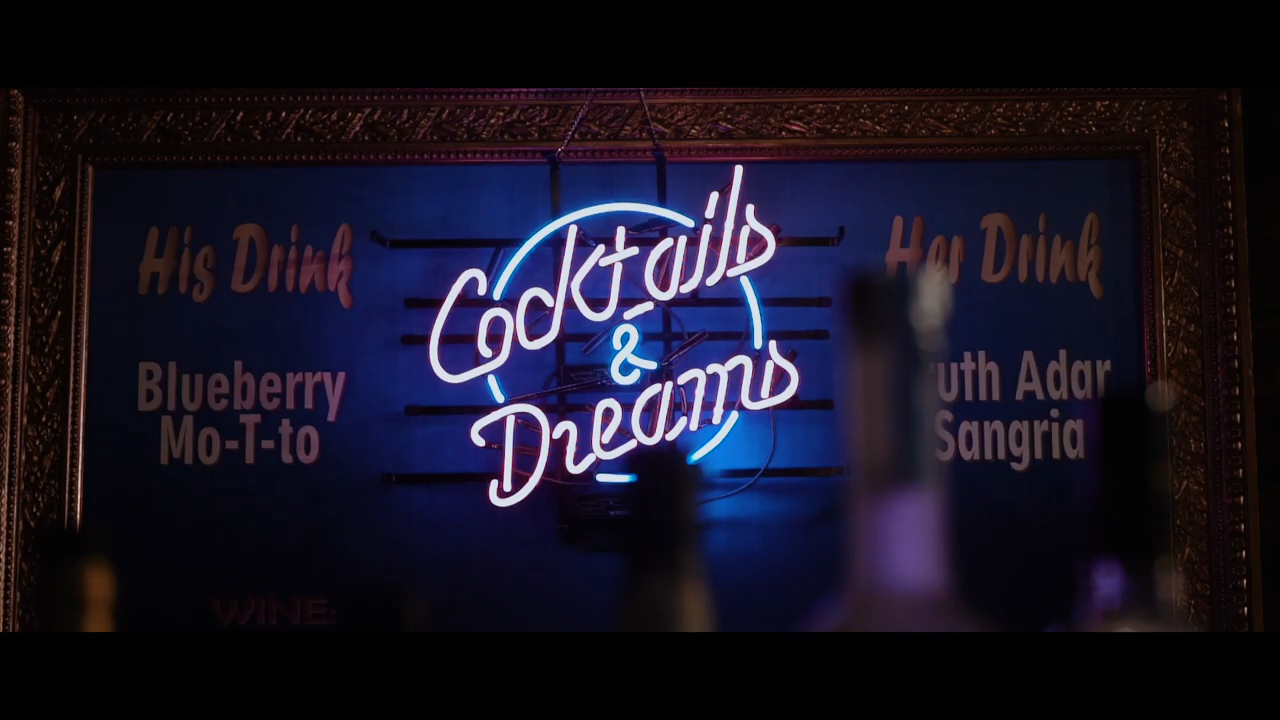 His Drink
Blueberry
Mo-T-to
Cocktails
&
Dreams
Her Drink
Adar
Sangria
WINE: